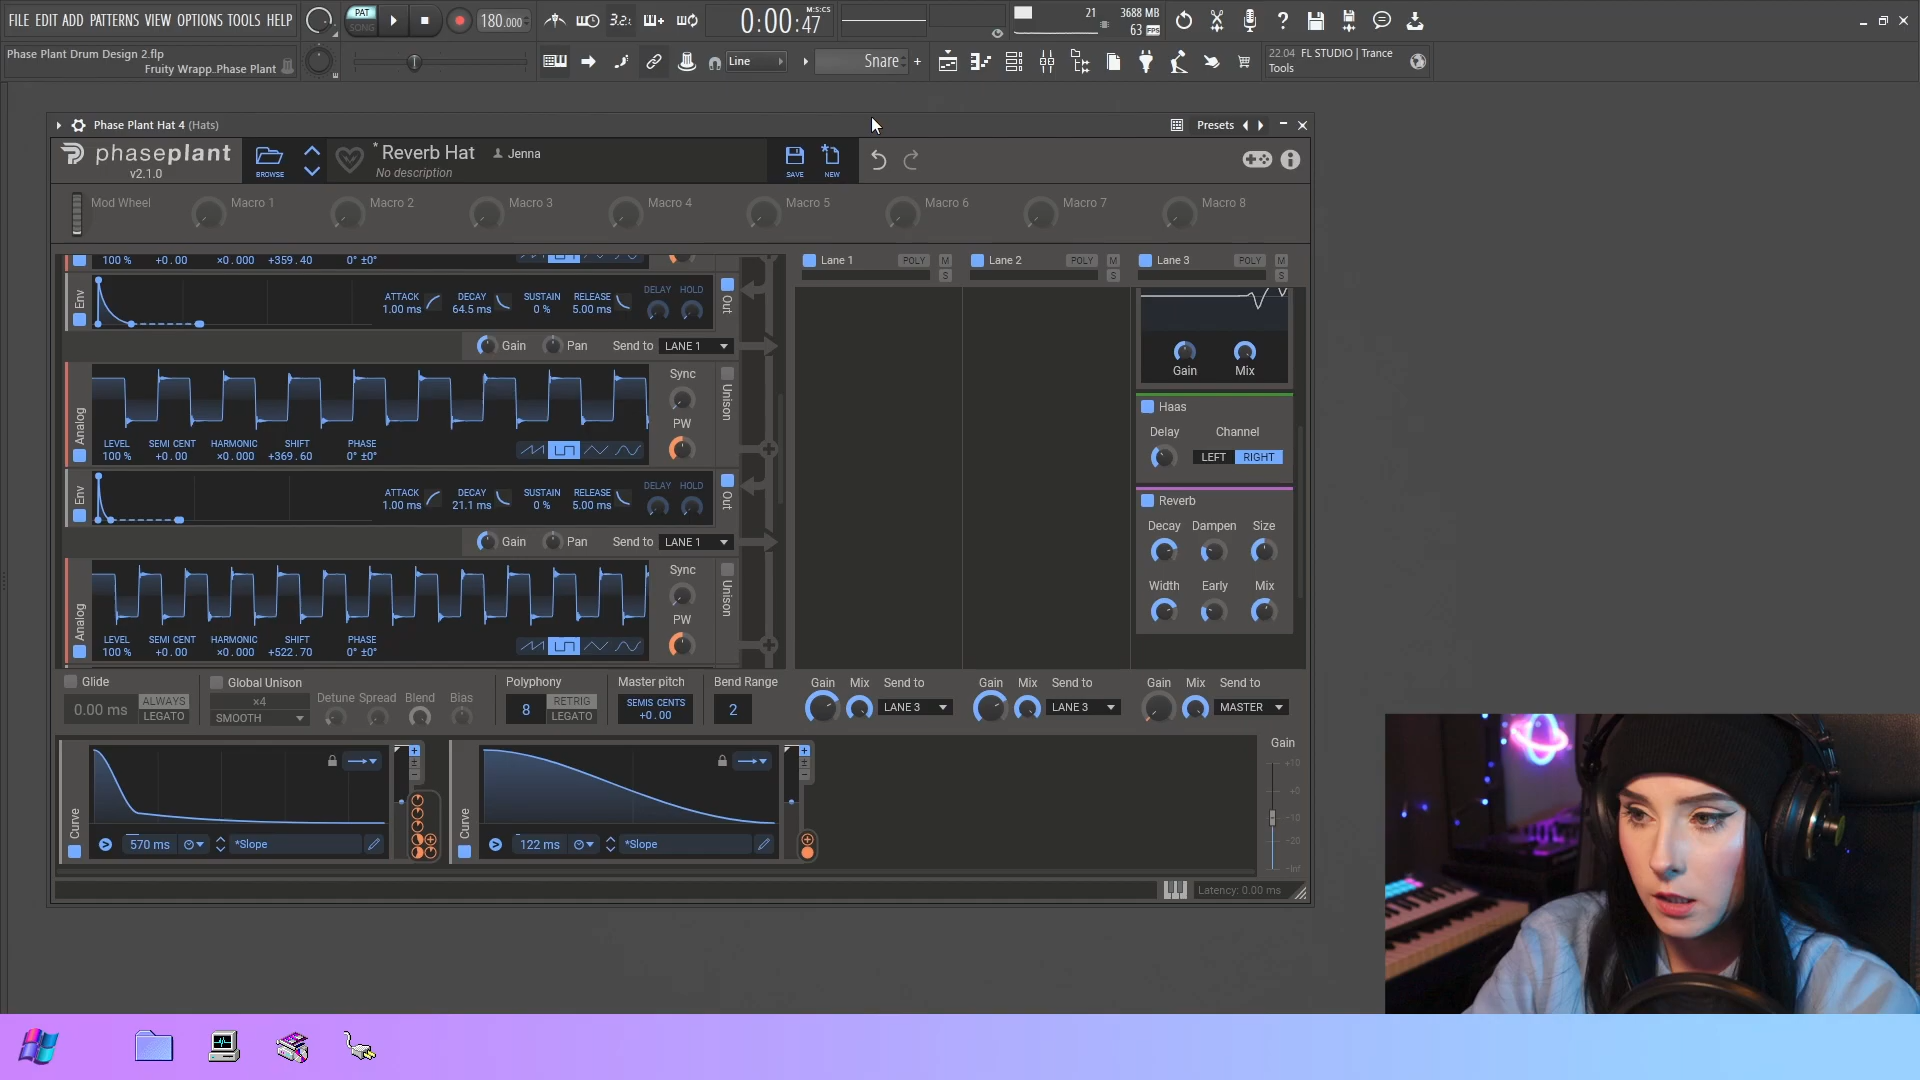 FILE EDIT ADD PATTERNS VIEW OPTIONS TOOLS HELP
PAT
SONG
180.000
3.2.
0:00:47
M:S:CS
21
3688 MB
63 FPS
Phase Plant Drum Design 2.flp
Fruity Wrapp..Phase Plant
Line
Snare
22.04 FL STUDIO | Trance
Tools
Phase Plant Hat 4 (Hats)
Presets
phaseplant
v2.1.0
BROWSE
* Reverb Hat
Jenna
No description
SAVE
NEW
Mod Wheel
Macro 1
Macro 2
Macro 3
Macro 4
Macro 5
Macro 6
Macro 7
Macro 8
100 % +0.00 ×0.000 +359.40 0° ±0°
Lane 1 POLY M
S
Lane 2 POLY M
S
Lane 3 POLY M
S
Env
ATTACK DECAY SUSTAIN RELEASE DELAY HOLD
1.00 ms 64.5 ms 0 % 5.00 ms
Out
Gain Pan Send to LANE 1
Analog
Sync
PW
Unison
LEVEL SEMI CENT HARMONIC SHIFT PHASE
100 % +0.00 ×0.000 +369.60 0° ±0°
Env
ATTACK DECAY SUSTAIN RELEASE DELAY HOLD
1.00 ms 21.1 ms 0 % 5.00 ms
Out
Gain Pan Send to LANE 1
Analog
Sync
PW
Unison
LEVEL SEMI CENT HARMONIC SHIFT PHASE
100 % +0.00 ×0.000 +522.70 0° ±0°
Gain Mix
Haas
Delay Channel
LEFT RIGHT
Reverb
Decay Dampen Size
Width Early Mix
Glide
0.00 ms
ALWAYS
LEGATO
Global Unison
x4
SMOOTH
Detune Spread Blend Bias
Polyphony
8
RETRIG
LEGATO
Master pitch
SEMIS CENTS
+0.00
Bend Range
2
Gain Mix Send to
LANE 3
Gain Mix Send to
LANE 3
Gain Mix Send to
MASTER
Curve
570 ms
*Slope
Curve
122 ms
*Slope
Gain
+10
+0
-10
-20
-Inf
Latency: 0.00 ms